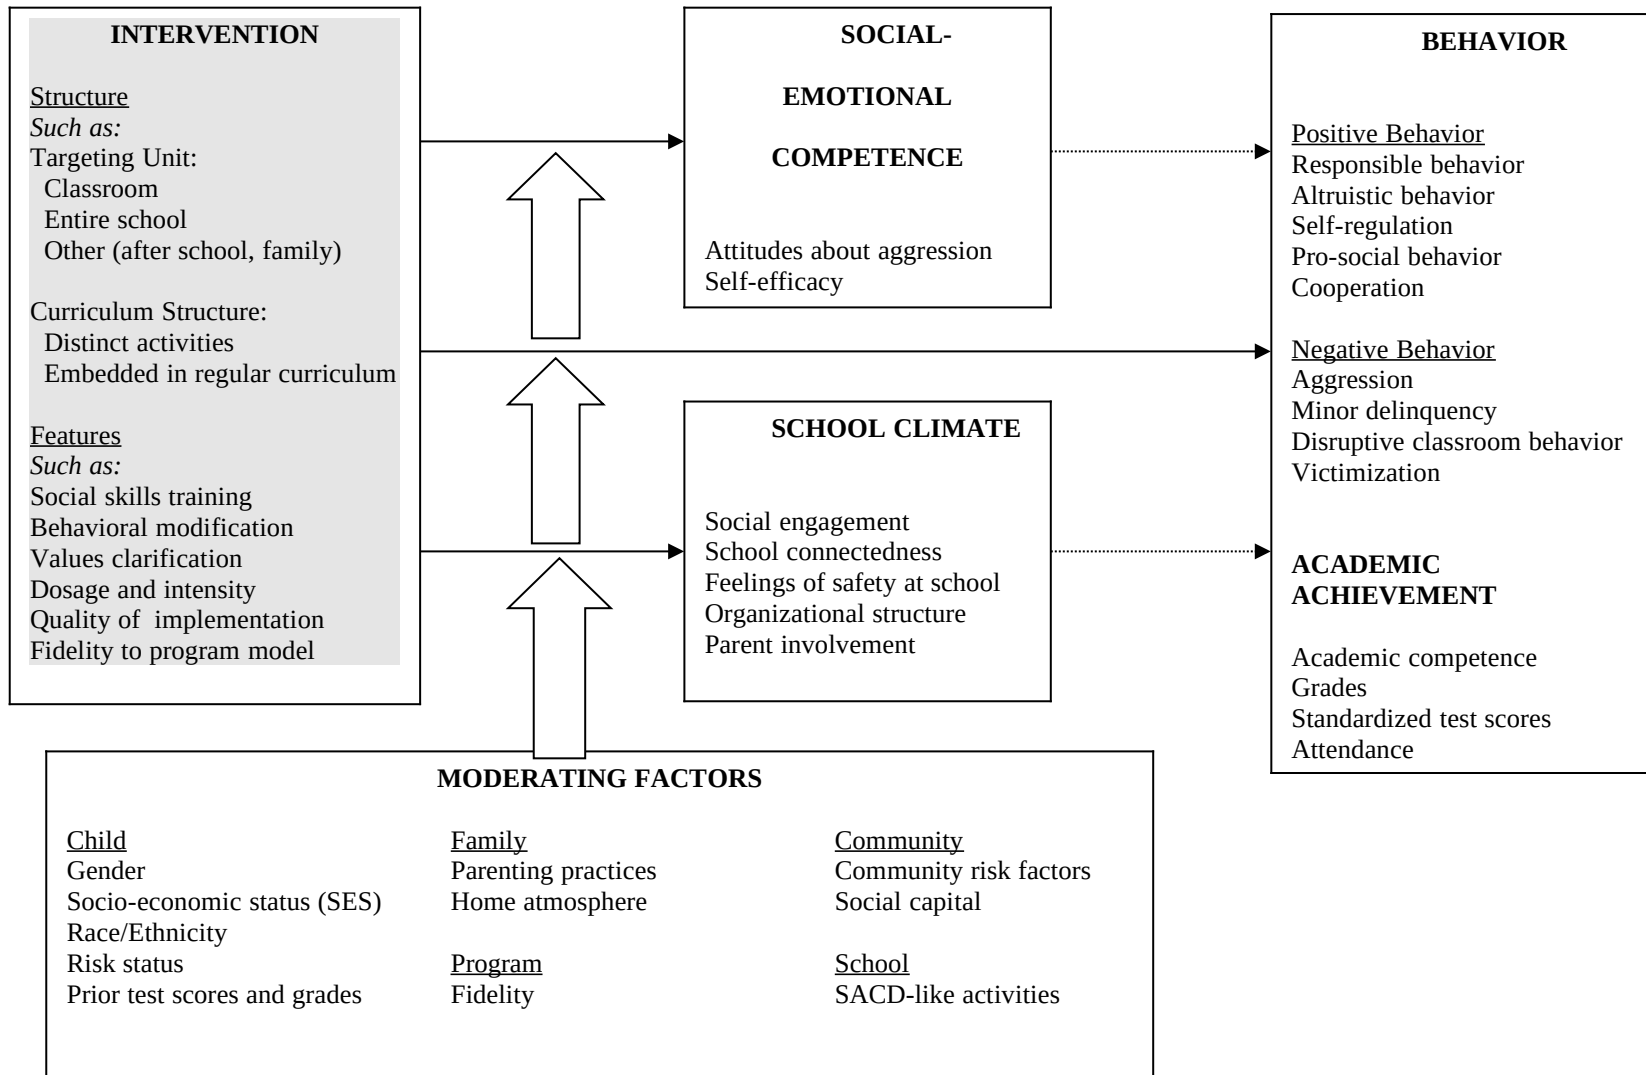 INTERVENTION
Structure
Such as:
Targeting Unit:
Classroom
Entire school
Other (after school, family)
Curriculum Structure:
Distinct activities
Embedded in regular curriculum
Features
Such as:
Social skills training
Behavioral modification
Values clarification
Dosage and intensity
Quality of  implementation
Fidelity to program model
SOCIAL-
EMOTIONAL
COMPETENCE
Attitudes about aggression
Self-efficacy
SCHOOL CLIMATE
Social engagement
School connectedness
Feelings of safety at school
Organizational structure
Parent involvement
BEHAVIOR
Positive Behavior
Responsible behavior
Altruistic behavior
Self-regulation
Pro-social behavior
Cooperation
Negative Behavior
Aggression
Minor delinquency
Disruptive classroom behavior
Victimization
ACADEMIC
ACHIEVEMENT
Academic competence
Grades
Standardized test scores
Attendance
MODERATING FACTORS
Child
Gender
Socio-economic status (SES)
Race/Ethnicity
Risk status
Prior test scores and grades
Family
Parenting practices
Home atmosphere
Program
Fidelity
Community
Community risk factors
Social capital
School
SACD-like activities